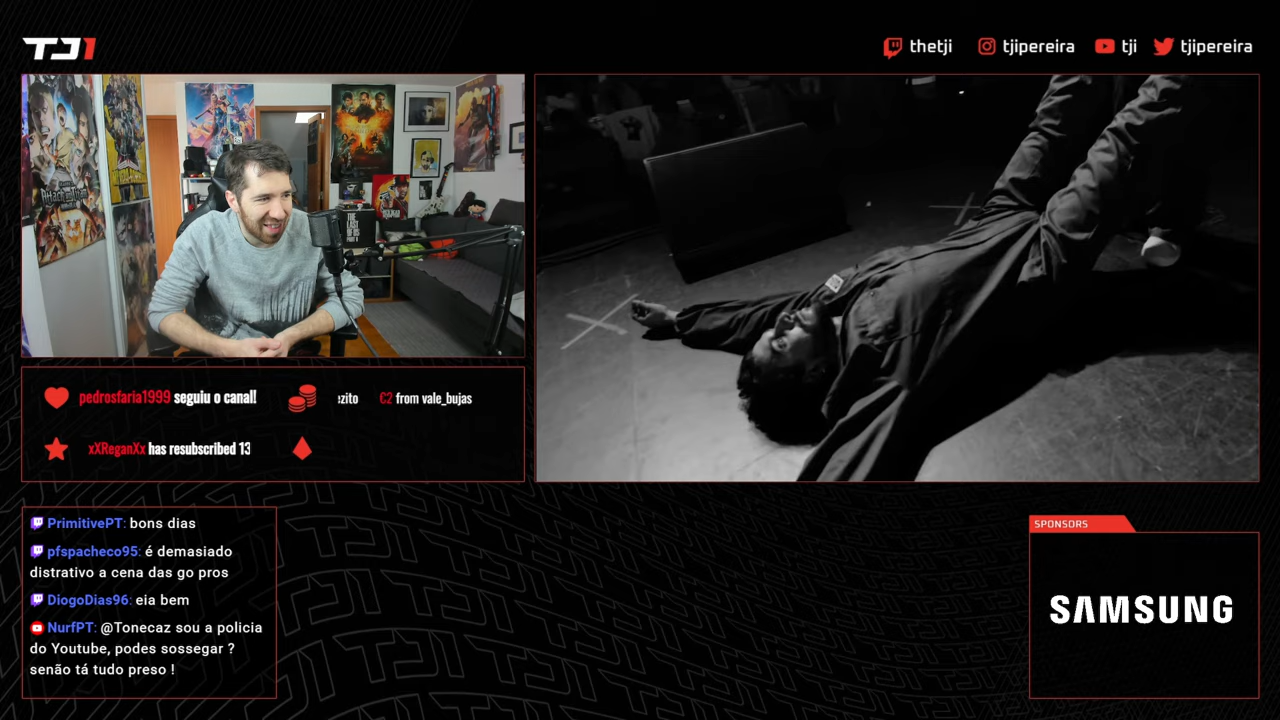 TJ1
thetji
tjipereira
tji
tjipereira
pedrosfaria1999 seguiu o canal!
€2 from vale_bujas
xXReganXx has resubscribed 13
PrimitivePT: bons dias
pfspacheco95: é demasiado
distrativo a cena das go pros
DiogoDias96: eia bem
NurfPT: @Tonecaz sou a policia
do Youtube, podes sossegar ?
senão tá tudo preso !
SPONSORS
SAMSUNG